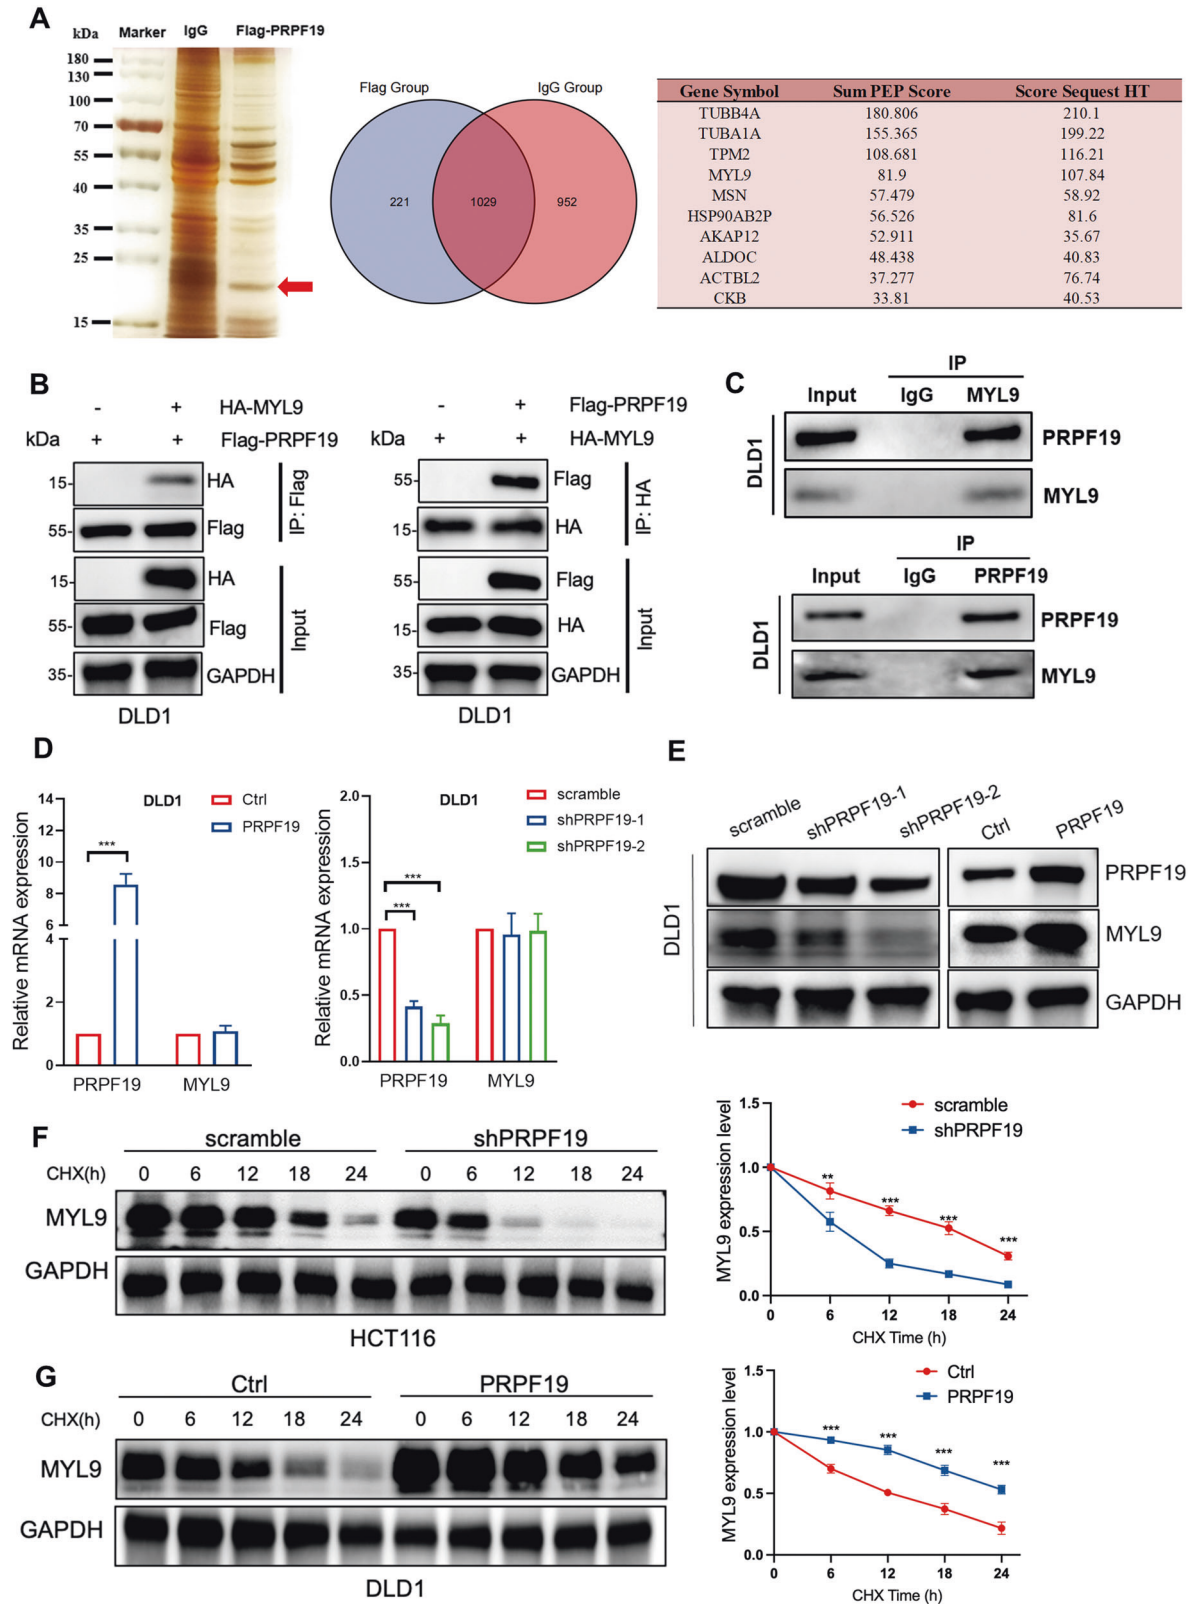 A
kDa Marker IgG Flag-PRPF19
180
130
100
70
55
40
35
25
15
Flag Group IgG Group
221 1029 952
Gene Symbol Sum PEP Score Score Sequest HT
TUBB4A 180.806 210.1
TUBA1A 155.365 199.22
TPM2 108.681 116.21
MYL9 81.9 107.84
MSN 57.479 58.92
HSP90AB2P 56.526 81.6
AKAP12 52.911 35.67
ALDOC 48.438 40.83
ACTBL2 37.277 76.74
CKB 33.81 40.53
B
- + HA-MYL9
kDa + + Flag-PRPF19
15- HA
55- Flag
IP: Flag
15- HA
55- Flag
35- GAPDH
Input
DLD1
- + Flag-PRPF19
kDa + + HA-MYL9
55- Flag
15- HA
IP: HA
55- Flag
15- HA
35- GAPDH
Input
DLD1
C
IP
Input IgG MYL9
DLD1
PRPF19
MYL9
IP
Input IgG PRPF19
DLD1
PRPF19
MYL9
D
DLD1
Ctrl
PRPF19
Relative mRNA expression
14
12
10
8
6
4
2
0
***
PRPF19 MYL9
DLD1
scramble
shPRPF19-1
shPRPF19-2
Relative mRNA expression
2.0
1.5
1.0
0.5
0.0
***
***
PRPF19 MYL9
E
scramble shPRPF19-1 shPRPF19-2 Ctrl PRPF19
DLD1
PRPF19
MYL9
GAPDH
F
scramble shPRPF19
CHX(h) 0 6 12 18 24 0 6 12 18 24
MYL9
GAPDH
HCT116
scramble
shPRPF19
MYL9 expression level
1.5
1.0
0.5
0.0
** *** *** ***
0 6 12 18 24
CHX Time (h)
G
Ctrl PRPF19
CHX(h) 0 6 12 18 24 0 6 12 18 24
MYL9
GAPDH
DLD1
Ctrl
PRPF19
MYL9 expression level
1.5
1.0
0.5
0.0
*** *** *** ***
0 6 12 18 24
CHX Time (h)